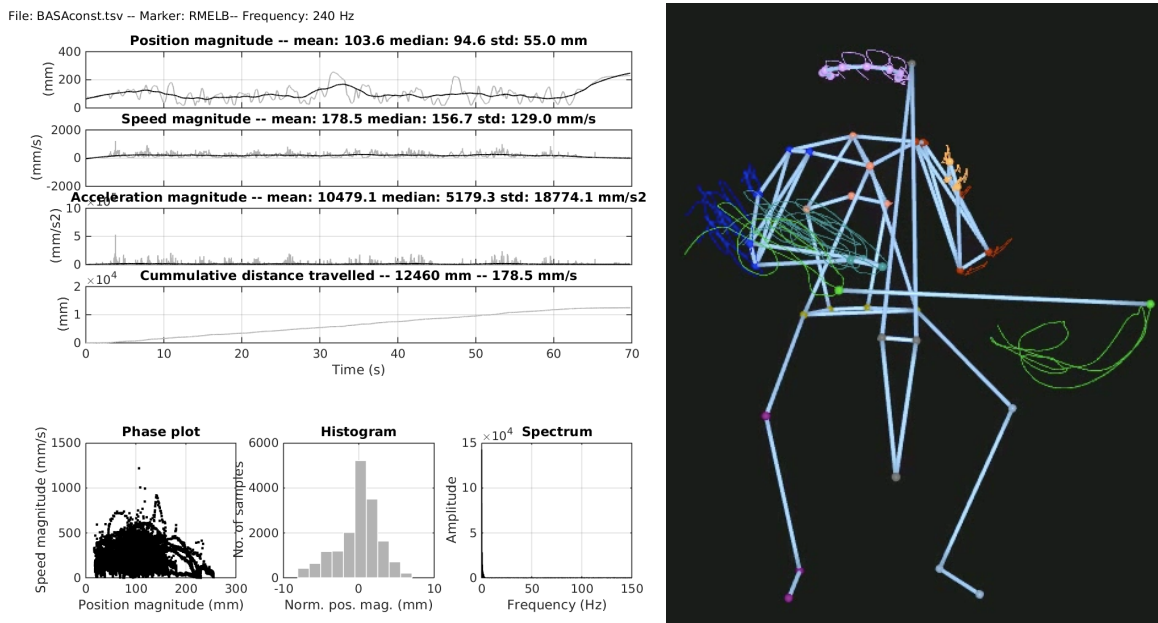 File: BASAconst.tsv -- Marker: RMELB-- Frequency: 240 Hz
Position magnitude -- mean: 103.6 median: 94.6 std: 55.0 mm
400
200
0
(mm)
Speed magnitude -- mean: 178.5 median: 156.7 std: 129.0 mm/s
2000
0
-2000
(mm/s)
Acceleration magnitude -- mean: 10479.1 median: 5179.3 std: 18774.1 mm/s2
10
5
0
(mm/s2)
Cummulative distance travelled -- 12460 mm -- 178.5 mm/s
×10^4
2
1
0
(mm)
0 10 20 30 40 50 60 70
Time (s)
Phase plot
1500
1000
500
0
Speed magnitude (mm/s)
0 100 200 300
Position magnitude (mm)
Histogram
6000
4000
2000
0
No. of samples
-10 0 10
Norm. pos. mag. (mm)
Spectrum
×10^4
15
10
5
0
Amplitude
0 50 100 150
Frequency (Hz)